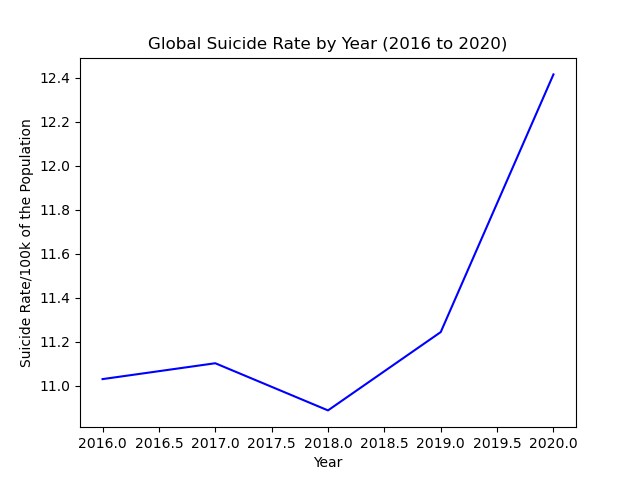 Global Suicide Rate by Year (2016 to 2020)
Suicide Rate/100k of the Population
12.4
12.2
12.0
11.8
11.6
11.4
11.2
11.0
2016.0 2016.5 2017.0 2017.5 2018.0 2018.5 2019.0 2019.5 2020.0
Year